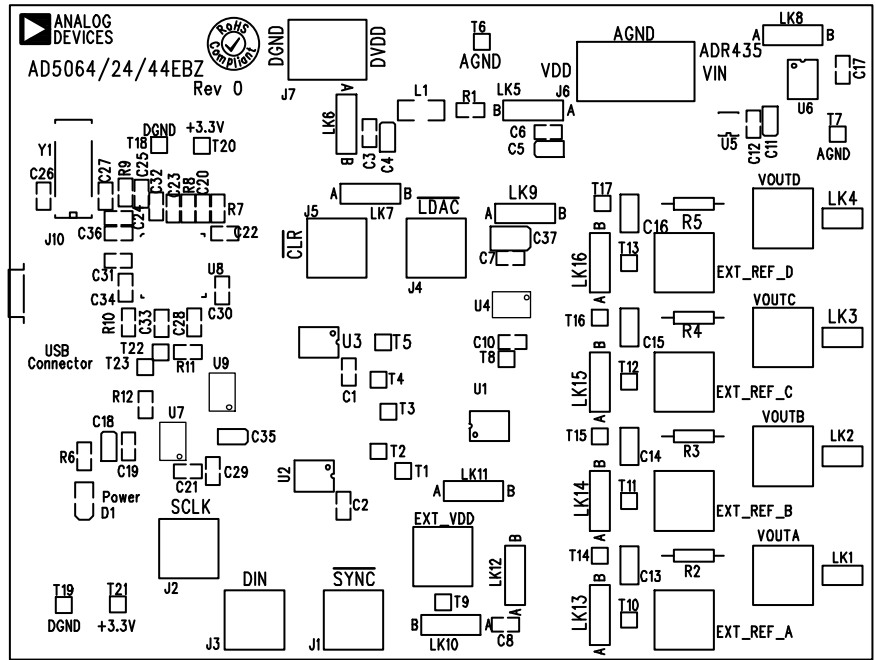 ANALOG
DEVICES
RoHS
Compliant
AD5064/24/44EBZ
Rev 0
DGND
DVDD
J7
T6
AGND
AGND
VDD
VIN
ADR435
J6
LK8
A
B
U6
C17
L1
R1
LK5
B
A
LK6
A
B
C3
C4
C6
C5
U5
C12
C11
T7
AGND
Y1
DGND
T18
+3.3V
T20
C26
C27
R9
C25
C32
C23
R8
C20
R7
C24
C36
C22
J10
A
B
LK7
J5
CLR
LDAC
J4
LK9
A
B
C37
C7
T17
C16
R5
VOUTD
LK4
B
T13
LK16
A
EXT_REF_D
C31
C34
U8
C30
R10
C33
C28
U4
C10
T8
T16
C15
R4
VOUTC
LK3
B
T12
LK15
A
EXT_REF_C
USB
Connector
T22
T23
R11
U9
R12
U3
C1
T5
T4
T3
U1
C18
R6
C19
U7
C35
C21
C29
T2
T1
U2
C2
LK11
A
B
T15
C14
R3
VOUTB
LK2
B
T11
LK14
A
EXT_REF_B
Power
D1
SCLK
J2
EXT_VDD
B
LK12
A
T14
C13
R2
VOUTA
LK1
B
T10
LK13
A
EXT_REF_A
T19
DGND
T21
+3.3V
DIN
J3
SYNC
J1
T9
B
A
LK10
C8